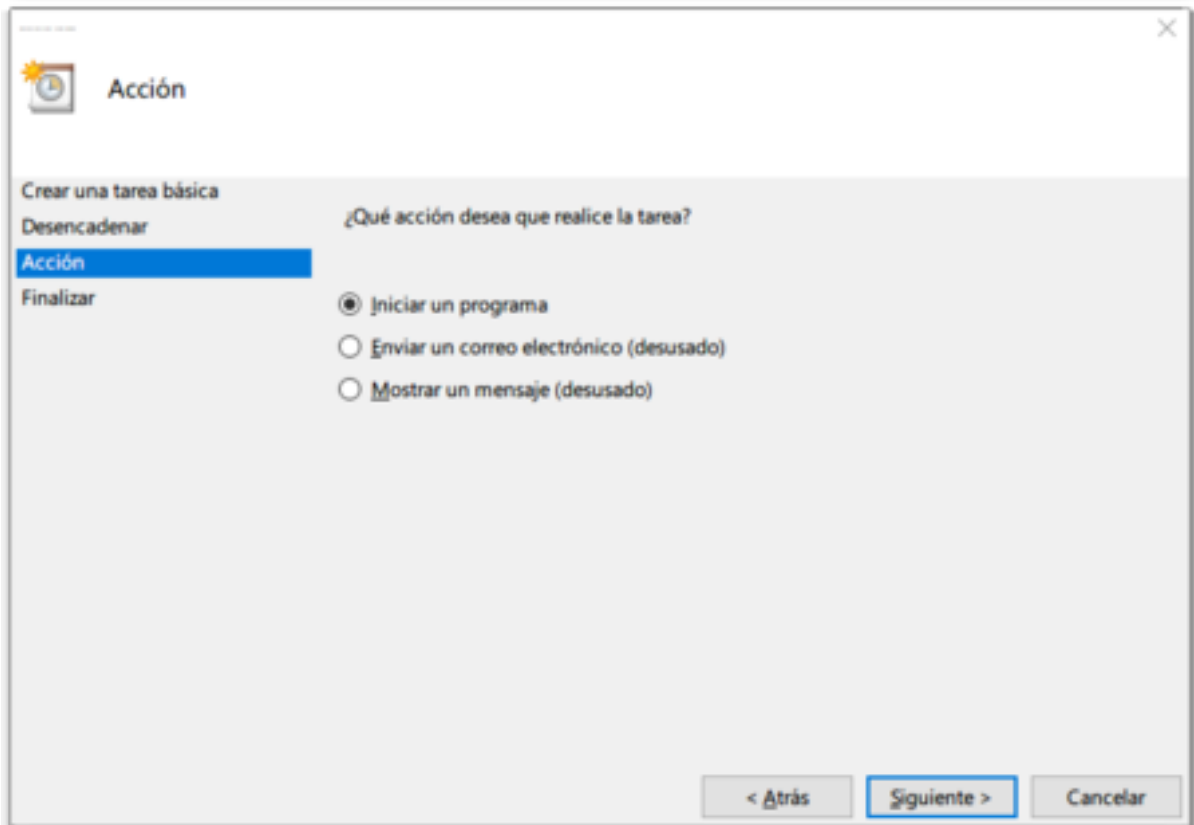 Acción
Crear una tarea básica
Desencadenar
Acción
Finalizar
¿Qué acción desea que realice la tarea?
Iniciar un programa
Enviar un correo electrónico (desusado)
Mostrar un mensaje (desusado)
< Atrás
Siguiente >
Cancelar